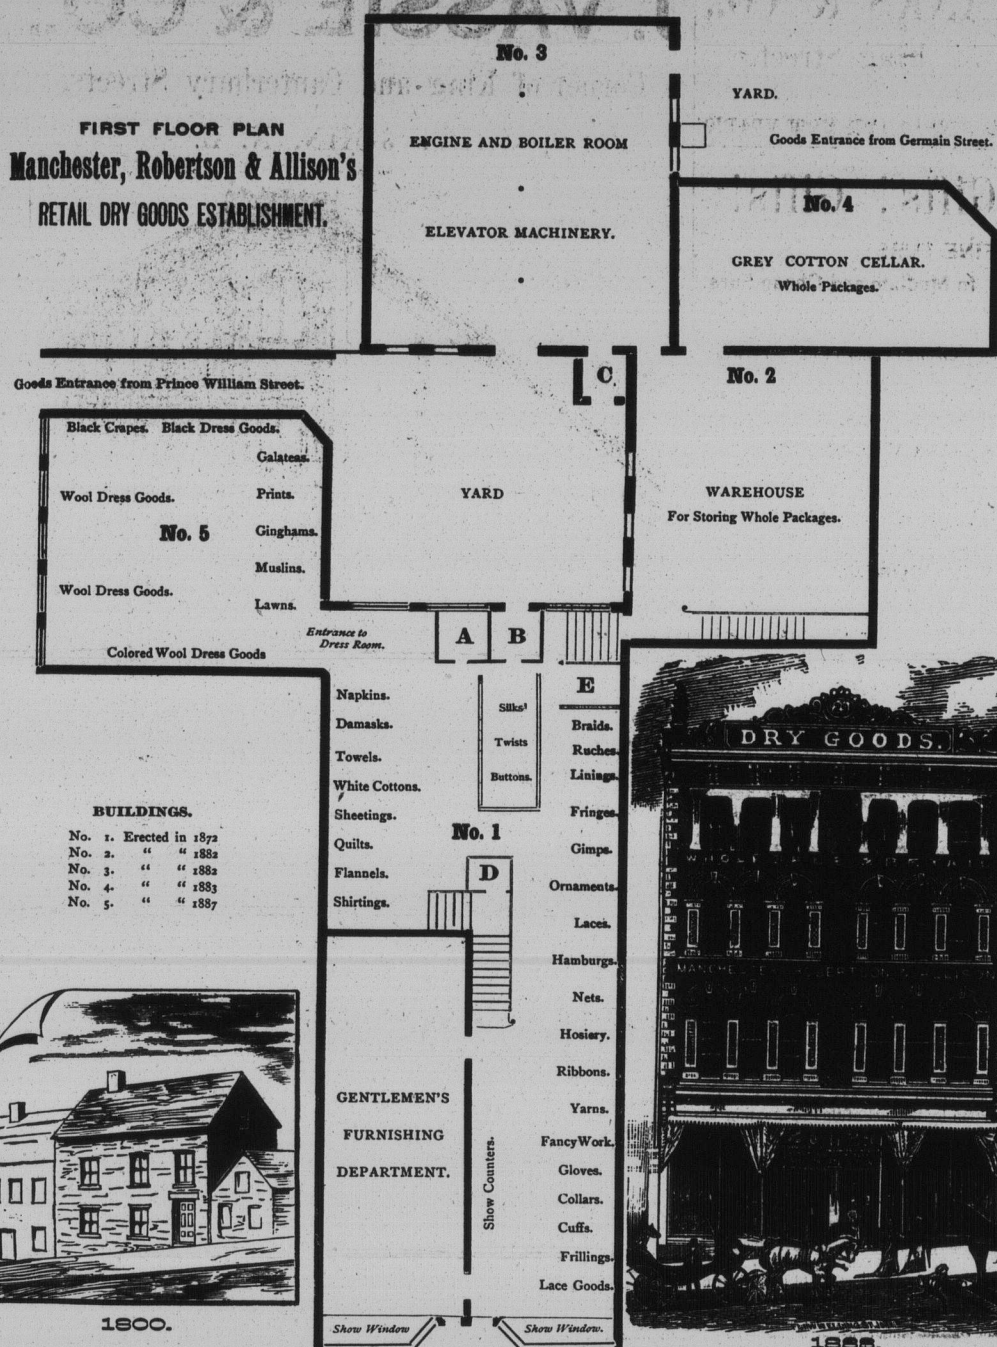 FIRST FLOOR PLAN
Manchester, Robertson & Allison's
RETAIL DRY GOODS ESTABLISHMENT.
No. 3
ENGINE AND BOILER ROOM
ELEVATOR MACHINERY.
YARD.
Goods Entrance from Germain Street.
No. 4
GREY COTTON CELLAR.
Whole Packages.
Goods Entrance from Prince William Street.
C
No. 2
WAREHOUSE
For Storing Whole Packages.
YARD
Black Crapes. Black Dress Goods.
Galateas.
Wool Dress Goods.
Prints.
No. 5
Ginghams.
Muslins.
Wool Dress Goods.
Lawns.
Colored Wool Dress Goods
Entrance to
Dress Room.
A
B
E
Napkins.
Damasks.
Towels.
White Cottons.
Sheetings.
Quilts.
Flannels.
Shirtings.
Silks'
Twists
Buttons.
No. 1
D
Braids.
Ruches.
Linings.
Fringes.
Gimps.
Ornaments.
Laces.
Hamburgs.
Nets.
Hosiery.
Ribbons.
Yarns.
Fancy Work.
Gloves.
Collars.
Cuffs.
Frillings.
Lace Goods.
BUILDINGS.
No. 1. Erected in 1872
No. 2. " " 1882
No. 3. " " 1882
No. 4. " " 1883
No. 5. " " 1887
GENTLEMEN'S
FURNISHING
DEPARTMENT.
Show Counters.
Show Window
Show Window.
1800.
DRY GOODS.